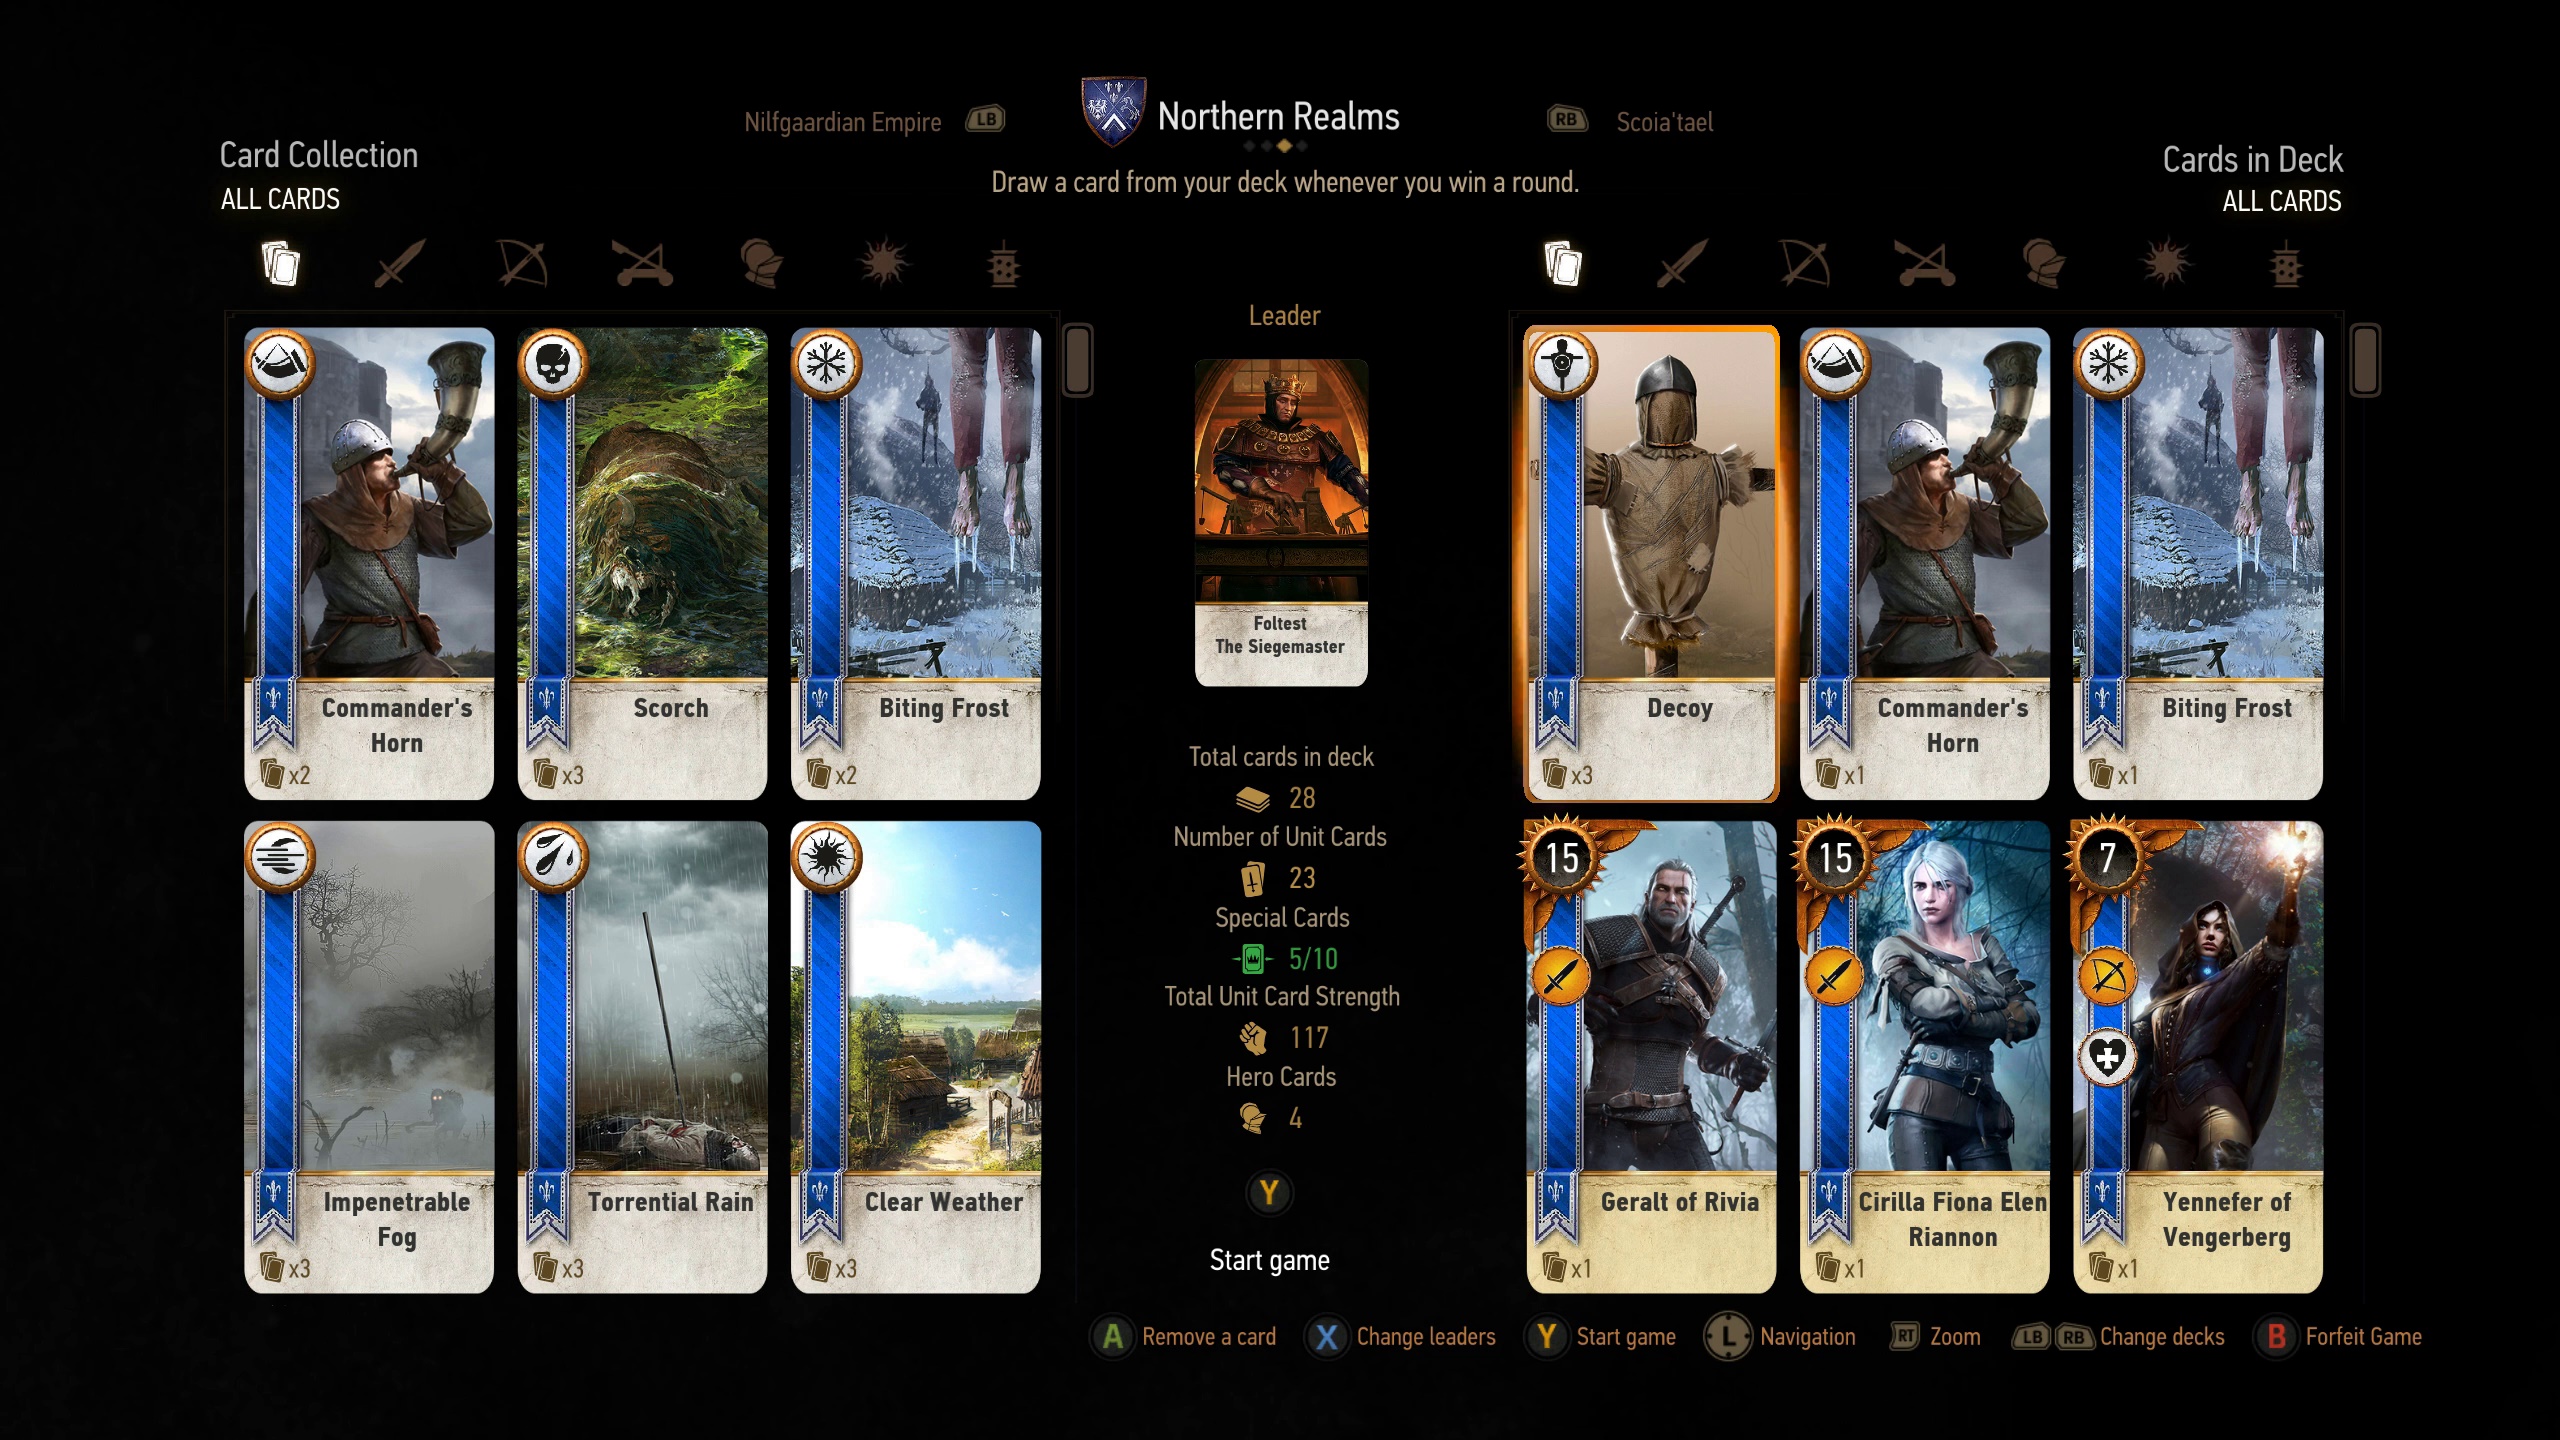 Nilfgaardian Empire LB Northern Realms RB Scoia'tael
Draw a card from your deck whenever you win a round.
Card Collection
ALL CARDS
Commander's
Horn
x2
Scorch
x3
Biting Frost
x2
Impenetrable
Fog
x3
Torrential Rain
x3
Clear Weather
x3
Leader
Foltest
The Siegemaster
Total cards in deck
28
Number of Unit Cards
23
Special Cards
5/10
Total Unit Card Strength
117
Hero Cards
4
Y
Start game
Cards in Deck
ALL CARDS
Decoy
x3
Commander's
Horn
x1
Biting Frost
x1
15
Geralt of Rivia
x1
15
Cirilla Fiona Elen
Riannon
x1
7
Yennefer of
Vengerberg
x1
A Remove a card X Change leaders Y Start game L Navigation RT Zoom LB RB Change decks B Forfeit Game